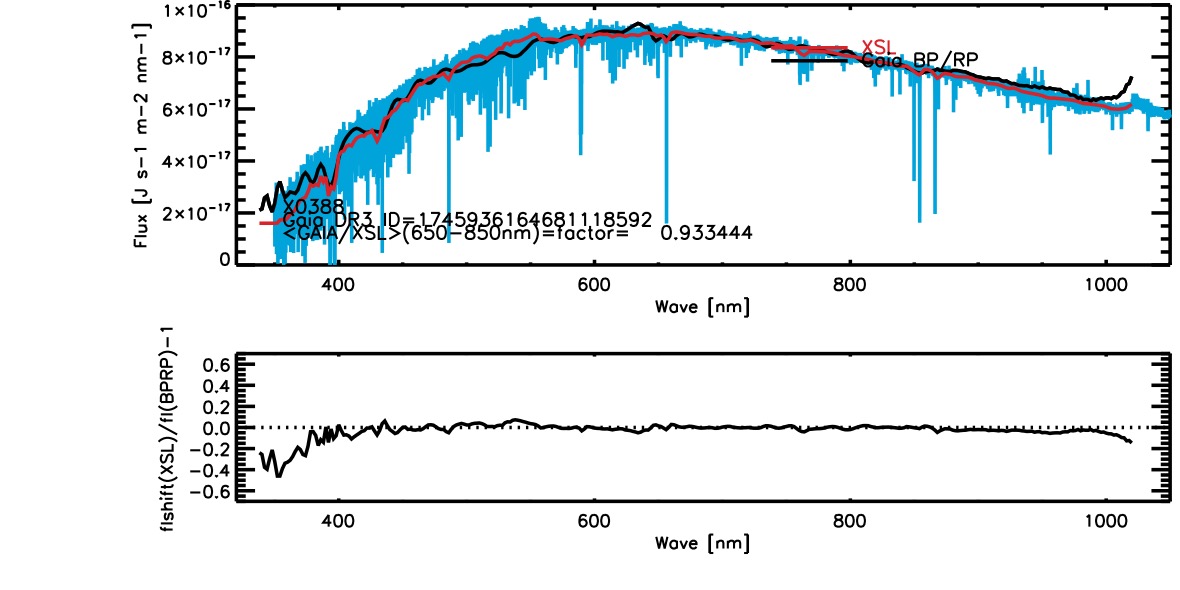 1×10−16
8×10−17
6×10−17
4×10−17
2×10−17
0
Flux [J s−1 m−2 nm−1]
XSL
Gaia BP/RP
X0388
Gaia DR3 ID=1745936164681118592
<GAIA/XSL>(650−850nm)=factor= 0.933444
400 600 800 1000
Wave [nm]
flshift(XSL)/fl(BPRP)−1
0.6
0.4
0.2
0.0
−0.2
−0.4
−0.6
400 600 800 1000
Wave [nm]